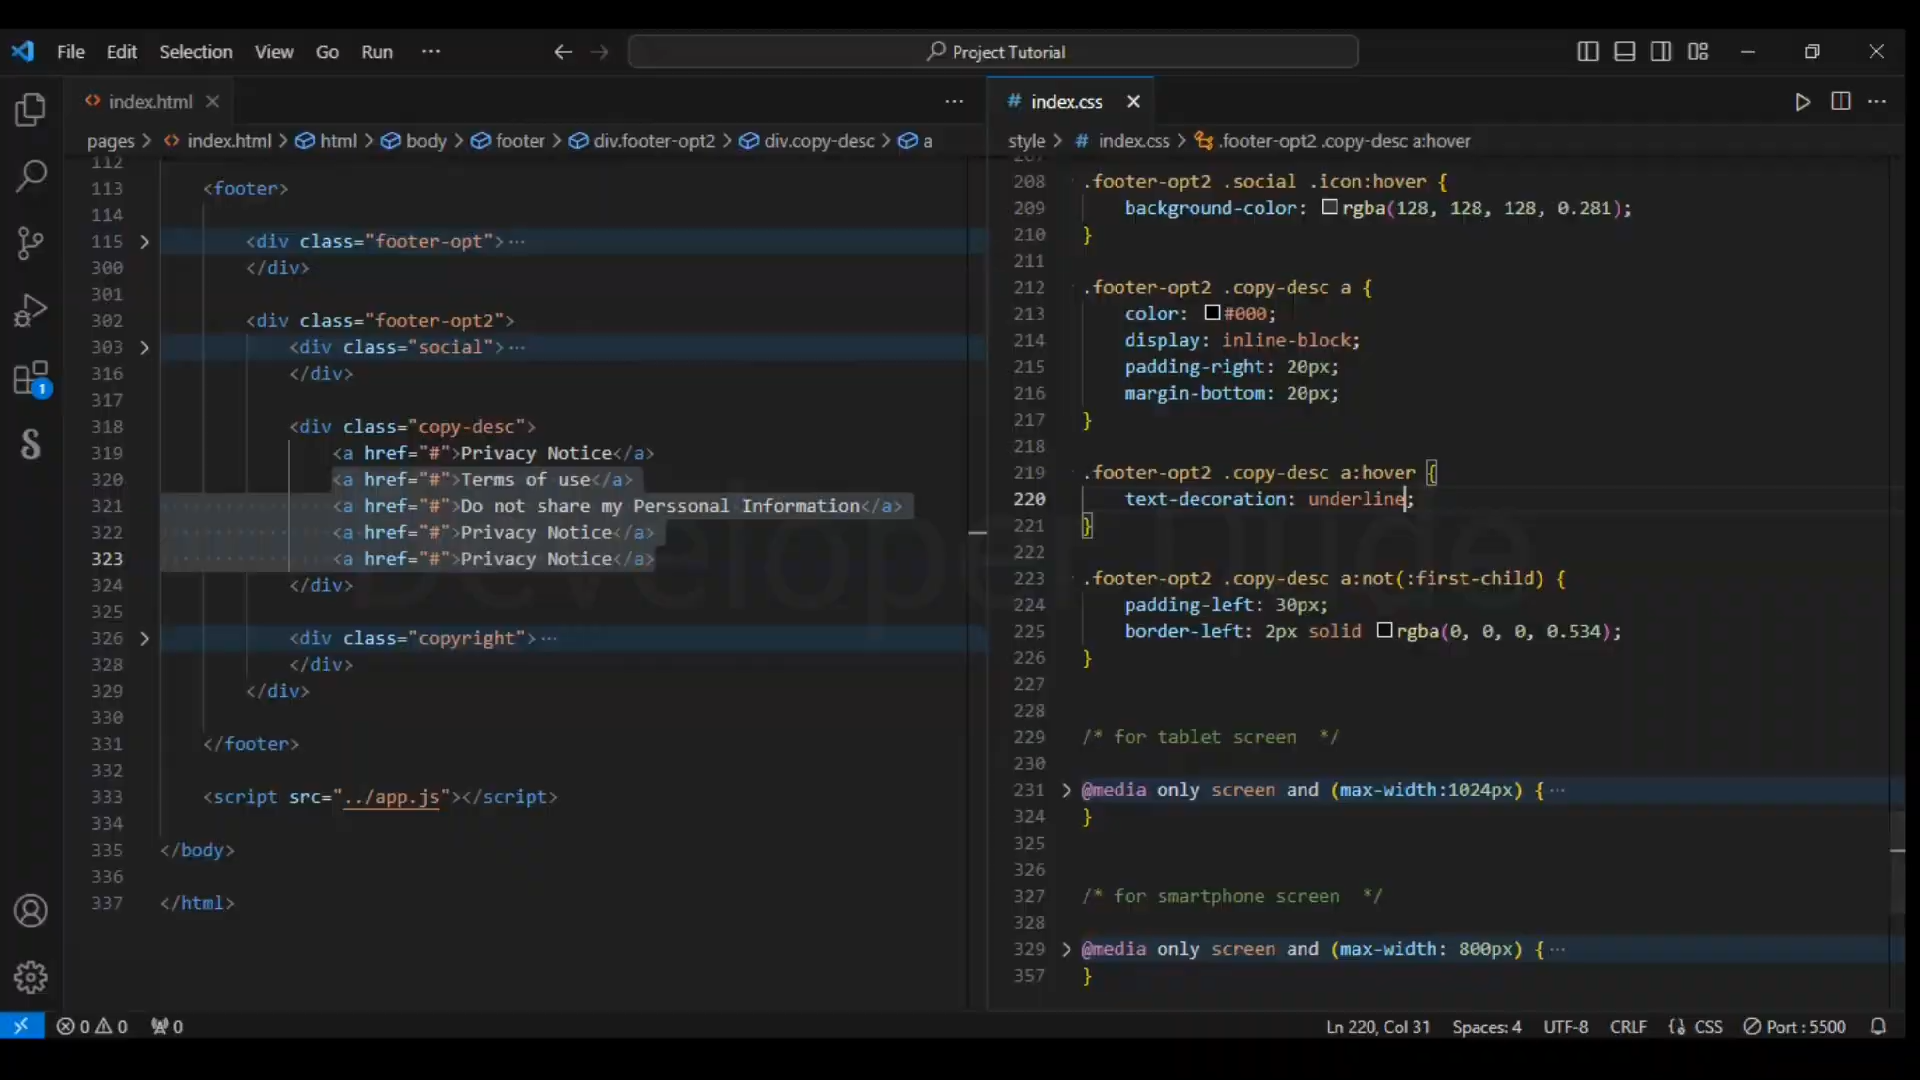 File Edit Selection View Go Run ··· Project Tutorial
index.html
index.css
pages > index.html > html > body > footer > div.footer-opt2 > div.copy-desc > a
style > index.css > .footer-opt2 .copy-desc a:hover
112
113 <footer>
114
115 <div class="footer-opt">···
300 </div>
301
302 <div class="footer-opt2">
303 <div class="social">···
316 </div>
317
318 <div class="copy-desc">
319 <a href="#">Privacy Notice</a>
320 <a href="#">Terms of use</a>
321 <a href="#">Do not share my Perssonal Information</a>
322 <a href="#">Privacy Notice</a>
323 <a href="#">Privacy Notice</a>
324 </div>
325
326 <div class="copyright">···
328 </div>
329 </div>
330
331 </footer>
332
333 <script src="../app.js"></script>
334
335 </body>
336
337 </html>
207
208 .footer-opt2 .social .icon:hover {
209 background-color: rgba(128, 128, 128, 0.281);
210 }
211
212 .footer-opt2 .copy-desc a {
213 color: #000;
214 display: inline-block;
215 padding-right: 20px;
216 margin-bottom: 20px;
217 }
218
219 .footer-opt2 .copy-desc a:hover {
220 text-decoration: underline;
221 }
222
223 .footer-opt2 .copy-desc a:not(:first-child) {
224 padding-left: 30px;
225 border-left: 2px solid rgba(0, 0, 0, 0.534);
226 }
227
228
229 /* for tablet screen */
230
231 @media only screen and (max-width:1024px) {···
324 }
325
326
327 /* for smartphone screen */
328
329 @media only screen and (max-width: 800px) {···
357 }
Developer Dude
1
0 0 0
Ln 220, Col 31 Spaces: 4 UTF-8 CRLF CSS Port : 5500